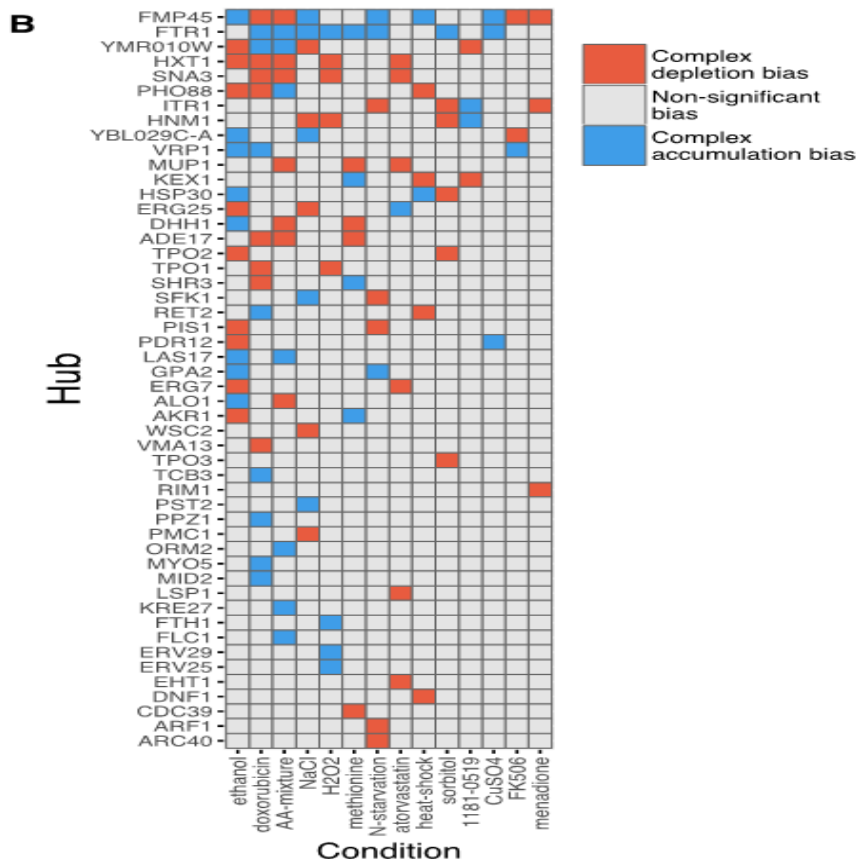 B
FMP45
FTR1
YMR010W
HXT1
SNA3
PHO88
ITR1
HNM1
YBL029C-A
VRP1
MUP1
KEX1
HSP30
ERG25
DHH1
ADE17
TPO2
TPO1
SHR3
SFK1
RET2
PIS1
PDR12
LAS17
GPA2
ERG7
ALO1
AKR1
WSC2
VMA13
TPO3
TCB3
RIM1
PST2
PPZ1
PMC1
ORM2
MYO5
MID2
LSP1
KRE27
FTH1
FLC1
ERV29
ERV25
EHT1
DNF1
CDC39
ARF1
ARC40
Hub
ethanol
doxorubicin
AA-mixture
NaCl
H2O2
methionine
N-starvation
atorvastatin
heat-shock
sorbitol
1181-0519
CuSO4
FK506
menadione
Condition
Complex
depletion bias
Non-significant
bias
Complex
accumulation bias